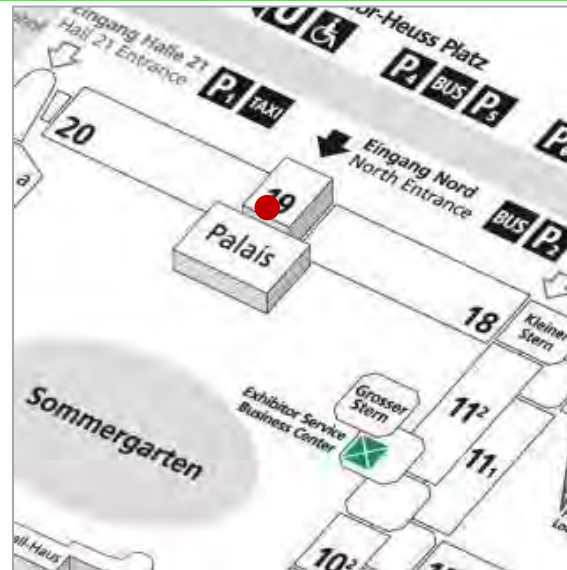 U
or-Heuss Platz
Eingang Halle 21
Hall 21 Entrance
P1 TAXI
P4 BUS P5
Eingang Nord
North Entrance
BUS P2
20
19
a
Palais
18
Kleiner
Stern
Sommergarten
Grosser
Stern
Exhibitor Service
Business Center
11²
11₁
10²